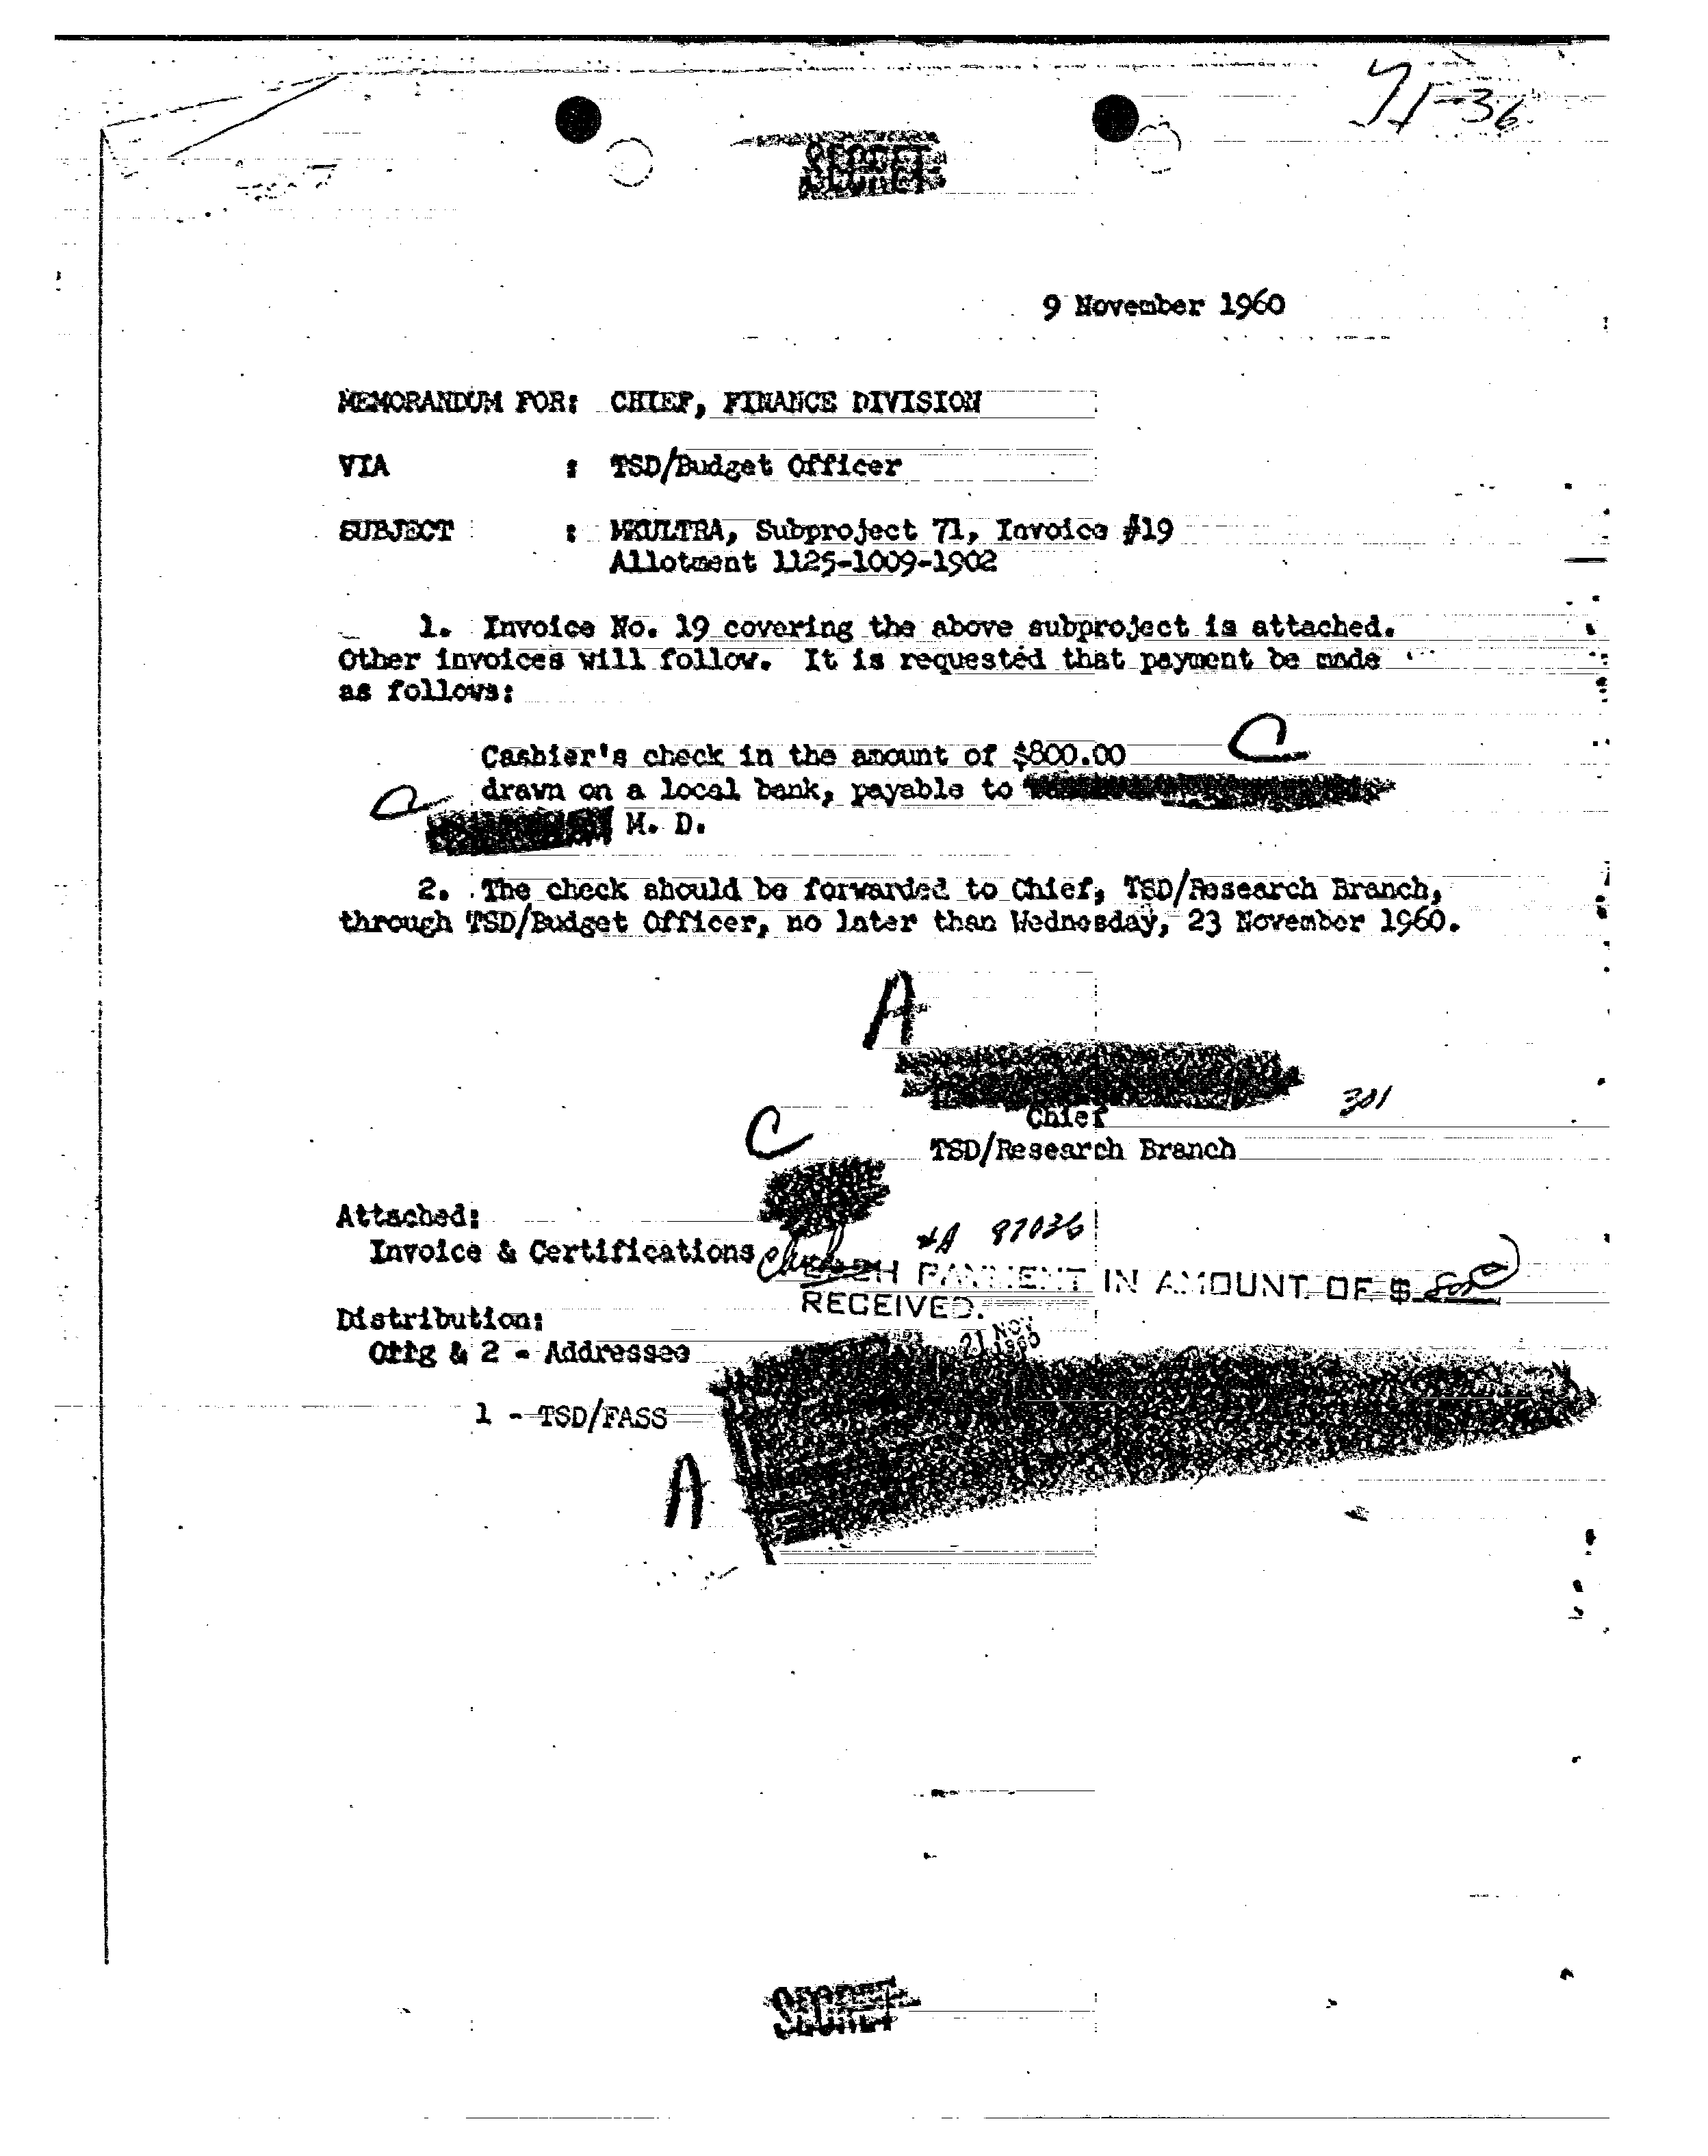 71-36
SECRET
9 November 1960
MEMORANDUM FOR: CHIEF, FINANCE DIVISION
VIA : TSD/Budget Officer
SUBJECT : MKULTRA, Subproject 71, Invoice #19
Allotment 1125-1009-1902
1. Invoice No. 19 covering the above subproject is attached.
Other invoices will follow. It is requested that payment be made
as follows:
C
Cashier's check in the amount of $800.00
drawn on a local bank, payable to
C
M. D.
2. The check should be forwarded to Chief, TSD/Research Branch,
through TSD/Budget Officer, no later than Wednesday, 23 November 1960.
A
301
Chief
C
TSD/Research Branch
Attached:
Invoice & Certifications
87036
Check
CASH PAYMENT IN AMOUNT OF $
RECEIVED.
Distribution:
21 NOV 1960
Orig & 2 - Addressee
1 - TSD/FASS
A
SECRET